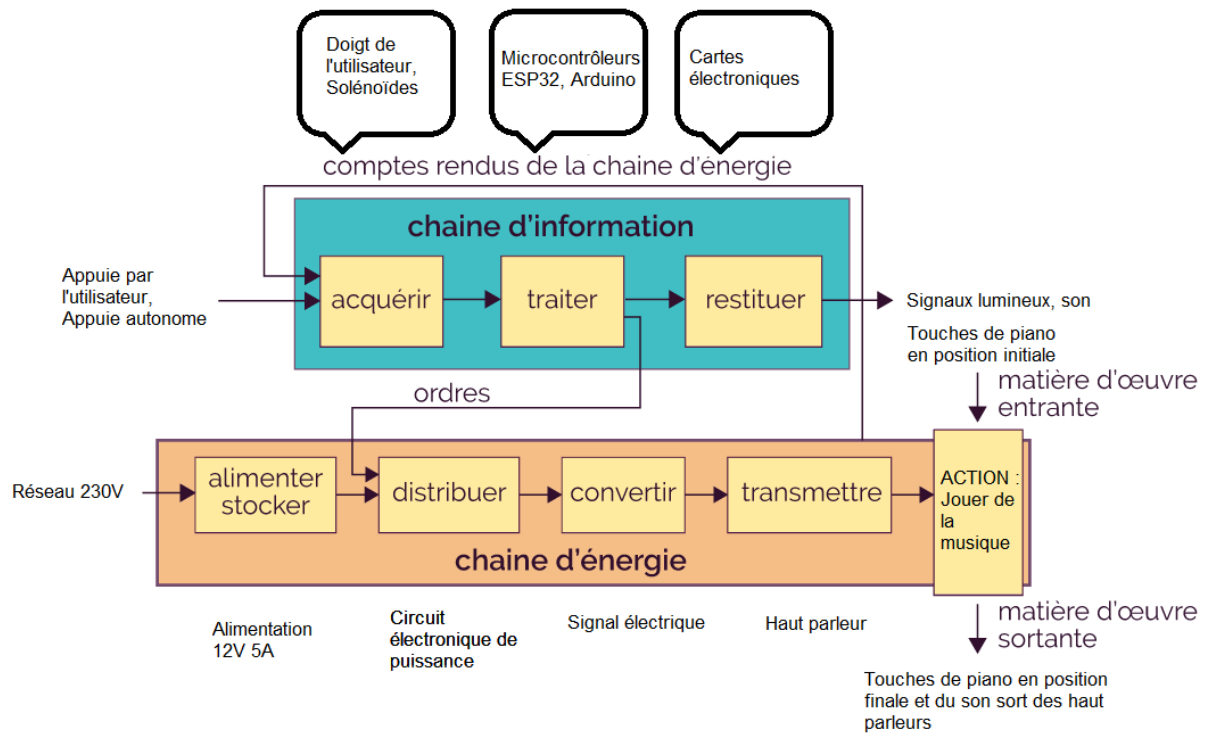 Doigt de
l'utilisateur,
Solénoïdes
Microcontrôleurs
ESP32, Arduino
Cartes
électroniques
comptes rendus de la chaine d'énergie
chaine d'information
Appuie par
l'utilisateur,
Appuie autonome
acquérir
traiter
restituer
Signaux lumineux, son
Touches de piano
en position initiale
matière d'œuvre
entrante
ordres
Réseau 230V
alimenter
stocker
distribuer
convertir
transmettre
ACTION :
Jouer de
la
musique
chaine d'énergie
matière d'œuvre
sortante
Alimentation
12V 5A
Circuit
électronique de
puissance
Signal électrique
Haut parleur
Touches de piano en position
finale et du son sort des haut
parleurs